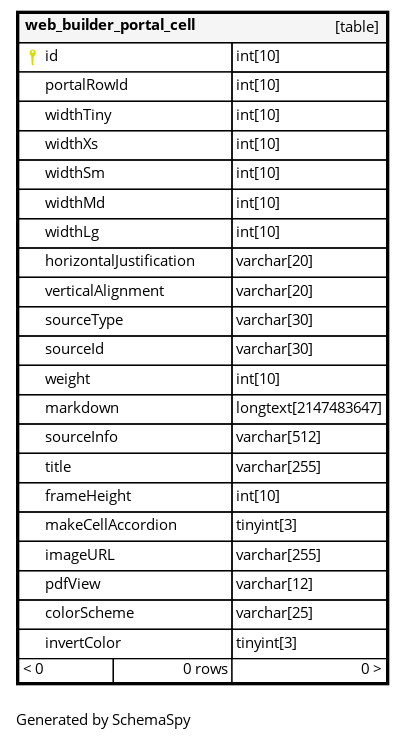 web_builder_portal_cell [table]
id int[10]
portalRowId int[10]
widthTiny int[10]
widthXs int[10]
widthSm int[10]
widthMd int[10]
widthLg int[10]
horizontalJustification varchar[20]
verticalAlignment varchar[20]
sourceType varchar[30]
sourceId varchar[30]
weight int[10]
markdown longtext[2147483647]
sourceInfo varchar[512]
title varchar[255]
frameHeight int[10]
makeCellAccordion tinyint[3]
imageURL varchar[255]
pdfView varchar[12]
colorScheme varchar[25]
invertColor tinyint[3]
< 0 0 rows 0 >
Generated by SchemaSpy